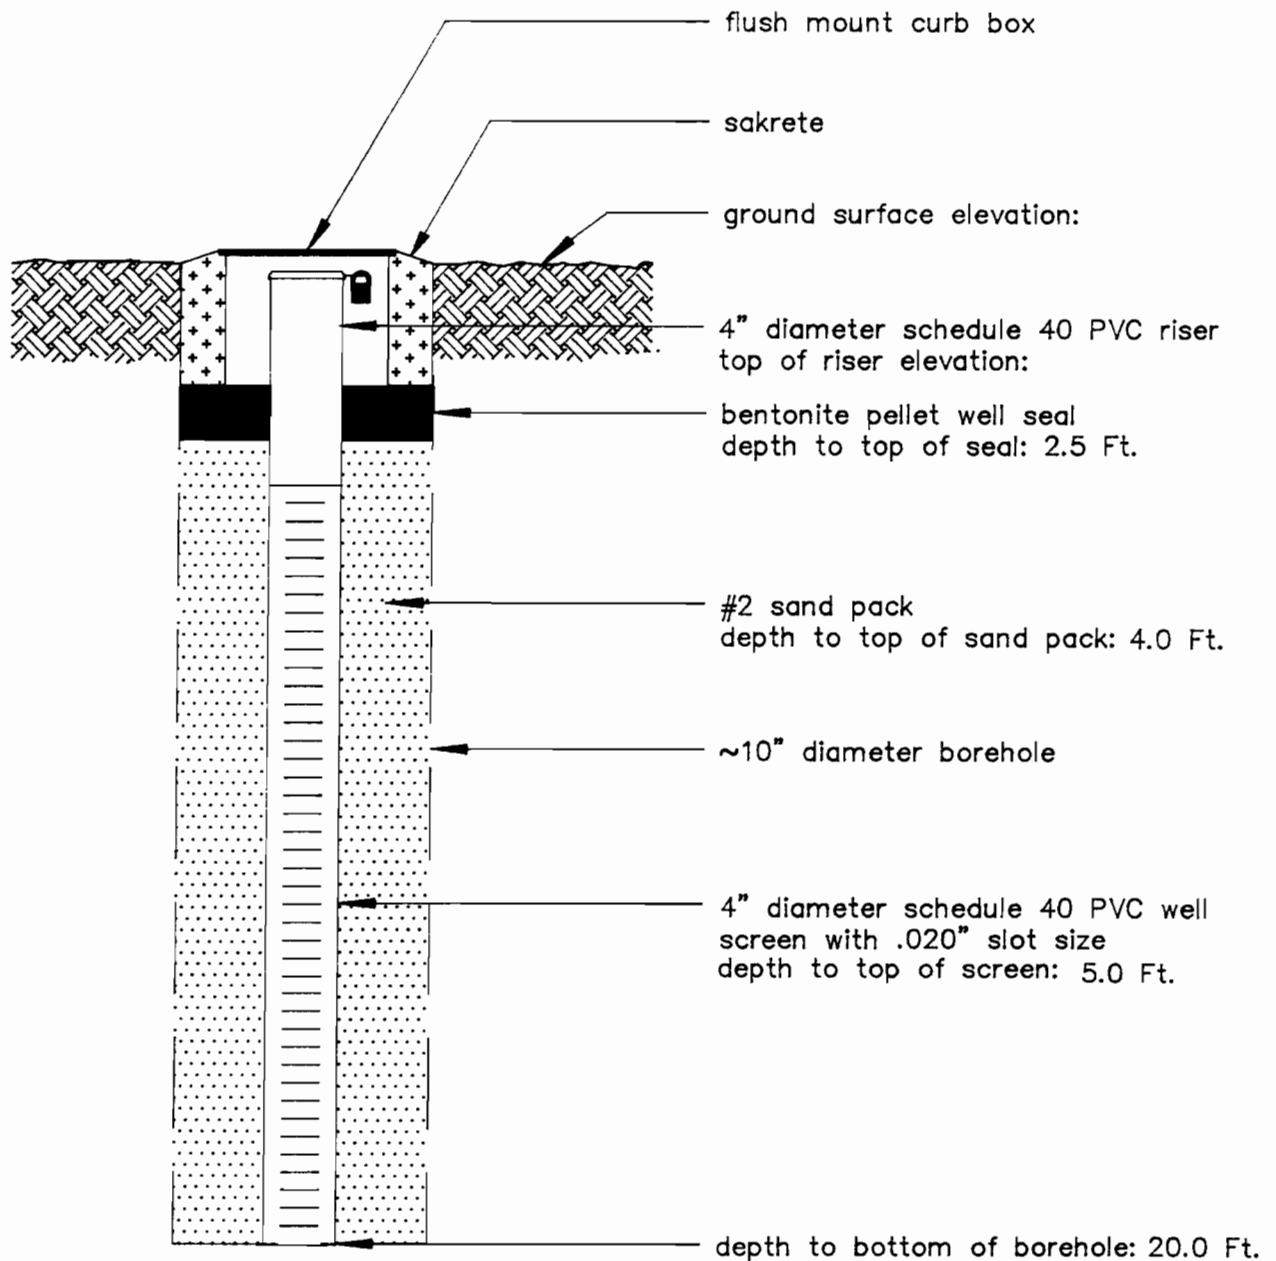 flush mount curb box
sakrete
ground surface elevation:
4" diameter schedule 40 PVC riser
top of riser elevation:
bentonite pellet well seal
depth to top of seal: 2.5 Ft.
#2 sand pack
depth to top of sand pack: 4.0 Ft.
~10" diameter borehole
4" diameter schedule 40 PVC well
screen with .020" slot size
depth to top of screen: 5.0 Ft.
depth to bottom of borehole: 20.0 Ft.